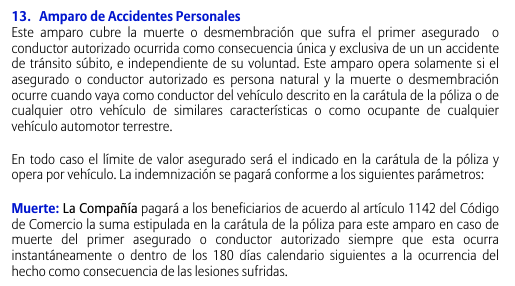 13. Amparo de Accidentes Personales
Este amparo cubre la muerte o desmembración que sufra el primer asegurado o
conductor autorizado ocurrida como consecuencia única y exclusiva de un un accidente
de tránsito súbito, e independiente de su voluntad. Este amparo opera solamente si el
asegurado o conductor autorizado es persona natural y la muerte o desmembración
ocurre cuando vaya como conductor del vehículo descrito en la carátula de la póliza o de
cualquier otro vehículo de similares características o como ocupante de cualquier
vehículo automotor terrestre.
En todo caso el límite de valor asegurado será el indicado en la carátula de la póliza y
opera por vehículo. La indemnización se pagará conforme a los siguientes parámetros:
Muerte: La Compañía pagará a los beneficiarios de acuerdo al artículo 1142 del Código
de Comercio la suma estipulada en la carátula de la póliza para este amparo en caso de
muerte del primer asegurado o conductor autorizado siempre que esta ocurra
instantáneamente o dentro de los 180 días calendario siguientes a la ocurrencia del
hecho como consecuencia de las lesiones sufridas.